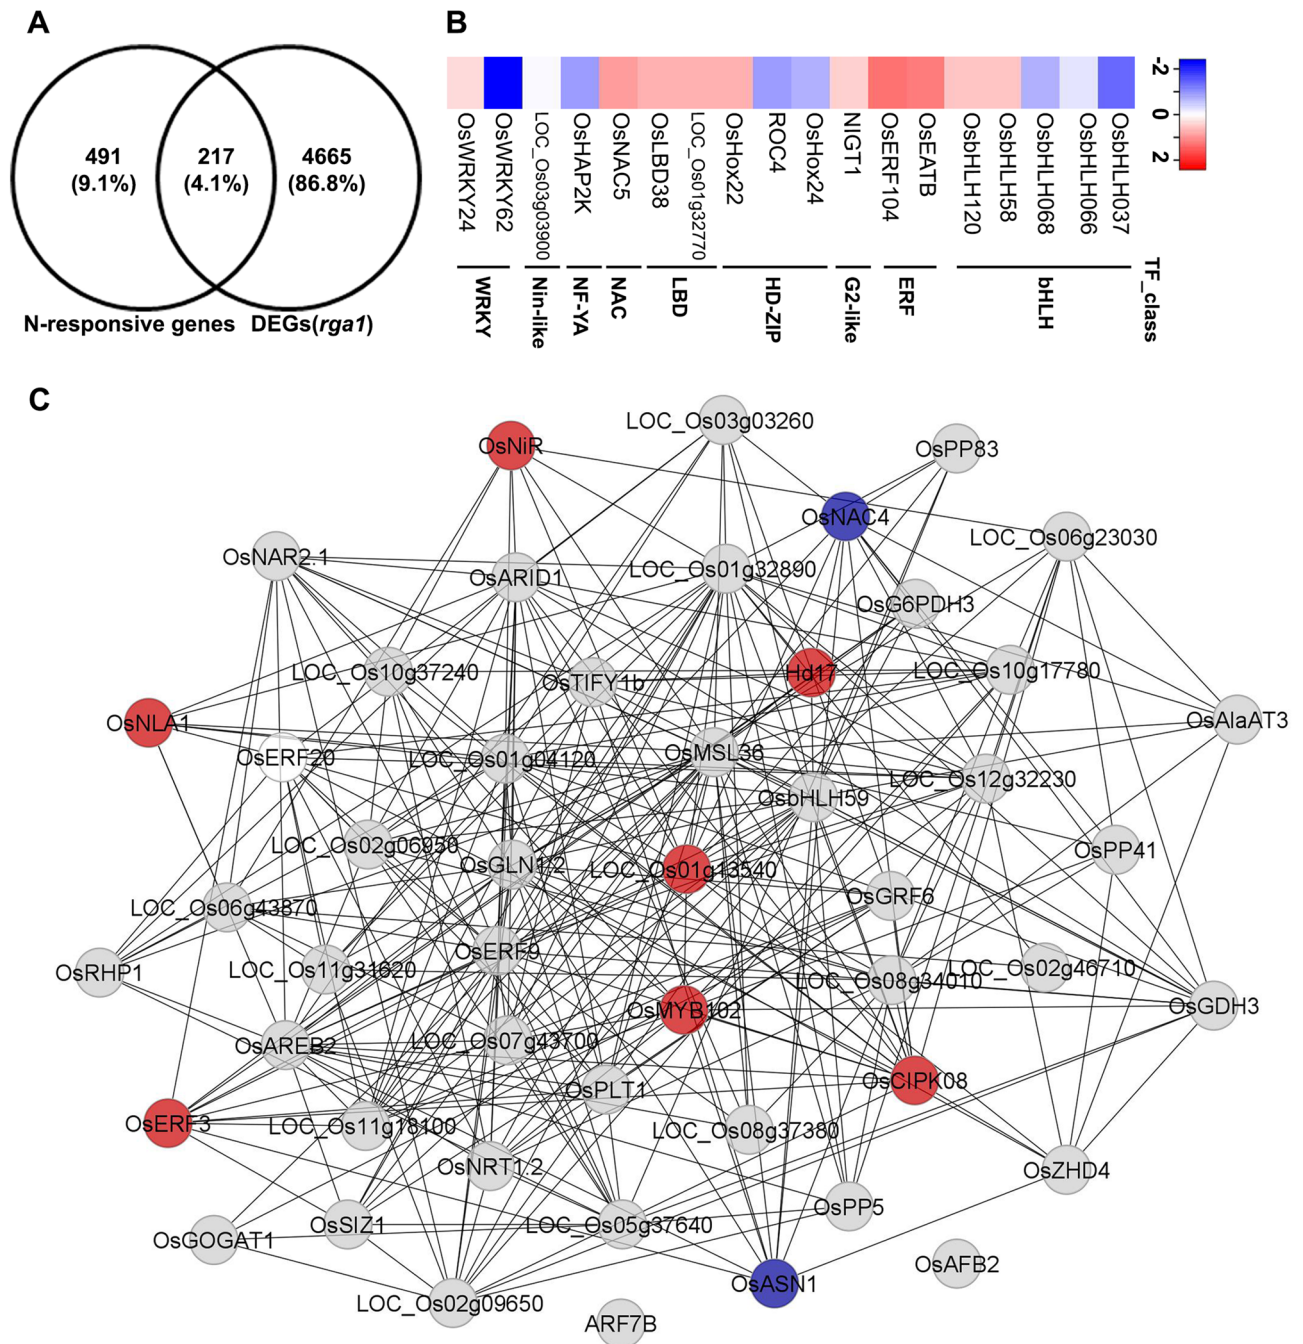 A
491
(9.1%)
217
(4.1%)
4665
(86.8%)
N-responsive genes
DEGs(rga1)
B
OsWRKY24
OsWRKY62
LOC_Os03g03900
OsHAP2K
OsNAC5
OsLBD38
LOC_Os01g32770
OsHox22
ROC4
OsHox24
NIGT1
OsERF104
OsEATB
OsbHLH120
OsbHLH58
OsbHLH068
OsbHLH066
OsbHLH037
-2
0
2
WRKY
Nin-like
NF-YA
NAC
LBD
HD-ZIP
G2-like
ERF
bHLH
TF_class
C
LOC_Os03g03260
OsNiR
OsPP83
OsNAC4
LOC_Os06g23030
OsNAR2.1
OsARID1
LOC_Os01g32890
OsG6PDH3
LOC_Os10g37240
OsTIFY1b
Hd17
LOC_Os10g17780
OsNLA1
OsAlaAT3
OsERF20
LOC_Os01g04120
OsMSL36
LOC_Os12g32230
OsbHLH59
LOC_Os02g06950
OsGLN1.2
LOC_Os01g13540
OsPP41
OsGRF6
LOC_Os06g43870
OsERF9
OsRHP1
LOC_Os11g31620
LOC_Os08g34010
LOC_Os02g46710
OsMYB102
OsGDH3
OsAREB2
LOC_Os07g43700
OsPLT1
OsCIPK08
OsERF3
LOC_Os11g18100
LOC_Os08g37380
OsNRT1.2
OsZHD4
OsPP5
OsGOGAT1
OsSIZ1
LOC_Os05g37640
OsAFB2
OsASN1
LOC_Os02g09650
ARF7B